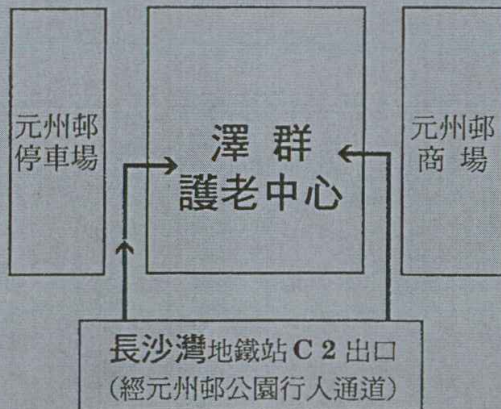 元州邨
停車場
澤群
護老中心
元州邨
商場
長沙灣地鐵站C2出口
(經元州邨公園行人通道)